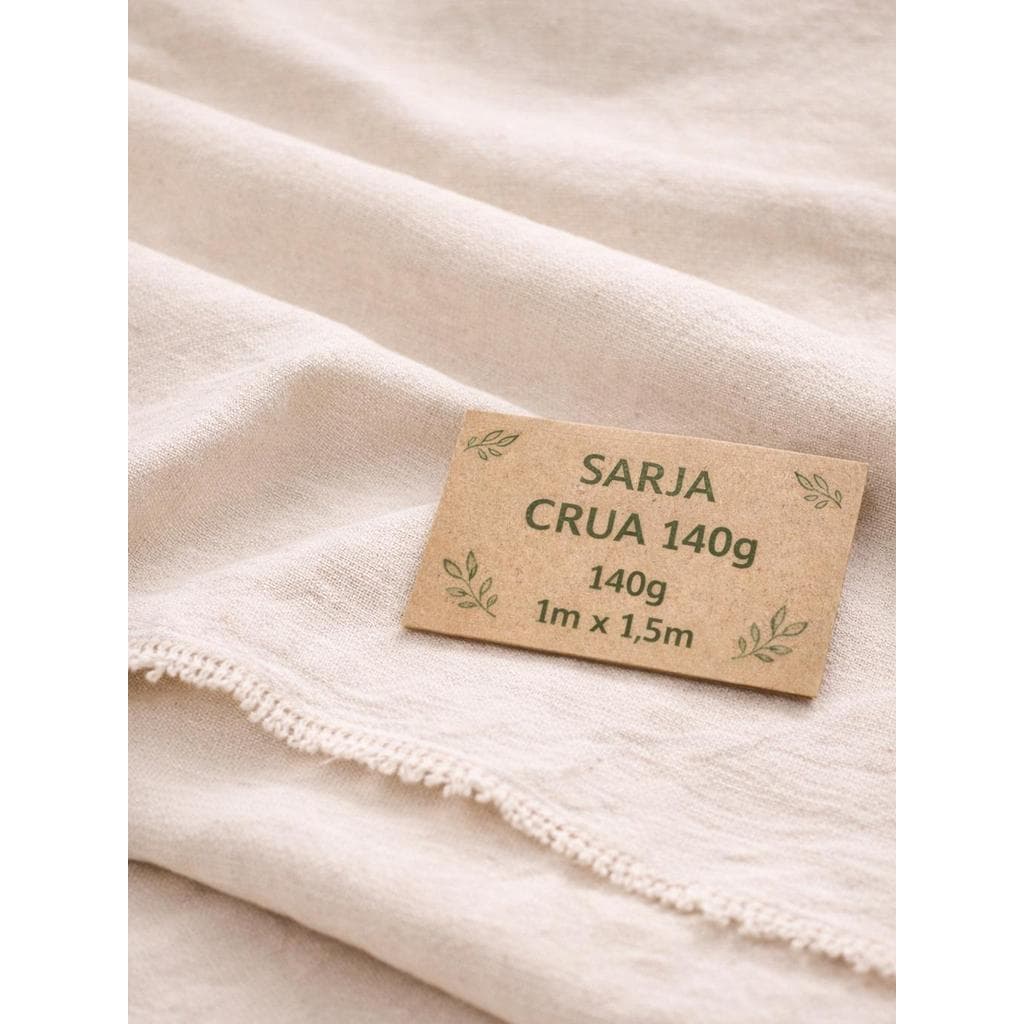 SARJA
CRUA 140g
140g
1m x 1,5m